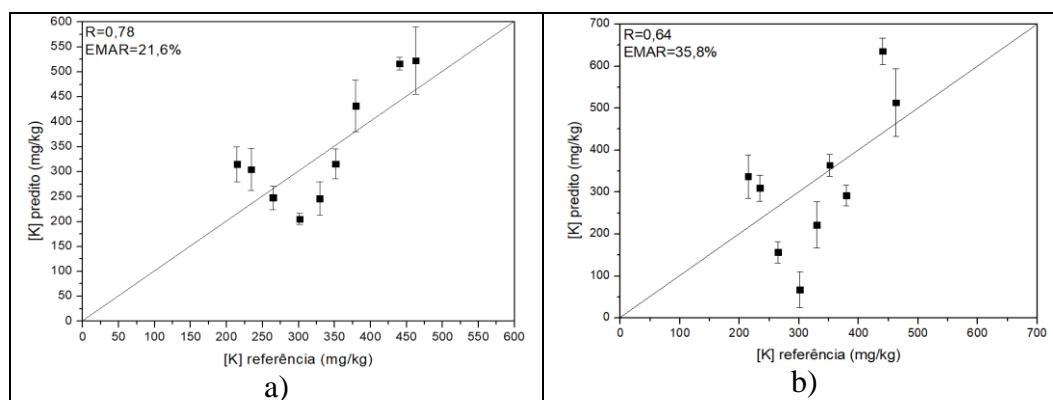 R=0,78
EMAR=21,6%
600
550
500
450
400
350
300
250
200
150
100
50
0
[K] predito (mg/kg)
0 50 100 150 200 250 300 350 400 450 500 550 600
[K] referência (mg/kg)
a)
R=0,64
EMAR=35,8%
700
600
500
400
300
200
100
0
[K] predito (mg/kg)
0 100 200 300 400 500 600 700
[K] referência (mg/kg)
b)